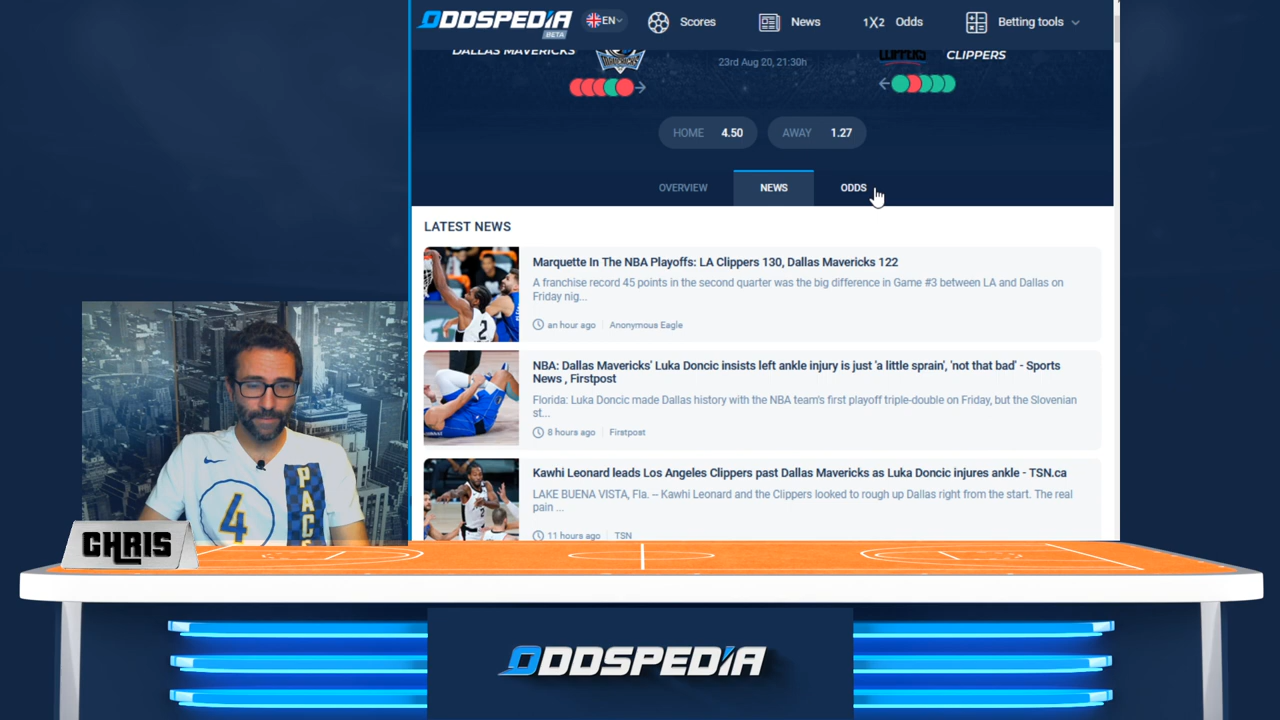 ODDSPEDIA
BETA
EN
Scores
News
1X2 Odds
Betting tools
DALLAS MAVERICKS
MAVERICKS
23rd Aug 20, 21:30h
CLIPPERS
CLIPPERS
HOME 4.50
AWAY 1.27
OVERVIEW
NEWS
ODDS
LATEST NEWS
Marquette In The NBA Playoffs: LA Clippers 130, Dallas Mavericks 122
A franchise record 45 points in the second quarter was the big difference in Game #3 between LA and Dallas on
Friday nig...
an hour ago
Anonymous Eagle
2
NBA: Dallas Mavericks' Luka Doncic insists left ankle injury is just 'a little sprain', 'not that bad' - Sports
News , Firstpost
Florida: Luka Doncic made Dallas history with the NBA team's first playoff triple-double on Friday, but the Slovenian
st...
8 hours ago
Firstpost
Kawhi Leonard leads Los Angeles Clippers past Dallas Mavericks as Luka Doncic injures ankle - TSN.ca
LAKE BUENA VISTA, Fla. -- Kawhi Leonard and the Clippers looked to rough up Dallas right from the start. The real
pain ...
11 hours ago
TSN
2
4
PAC
CHRIS
ODDSPEDIA